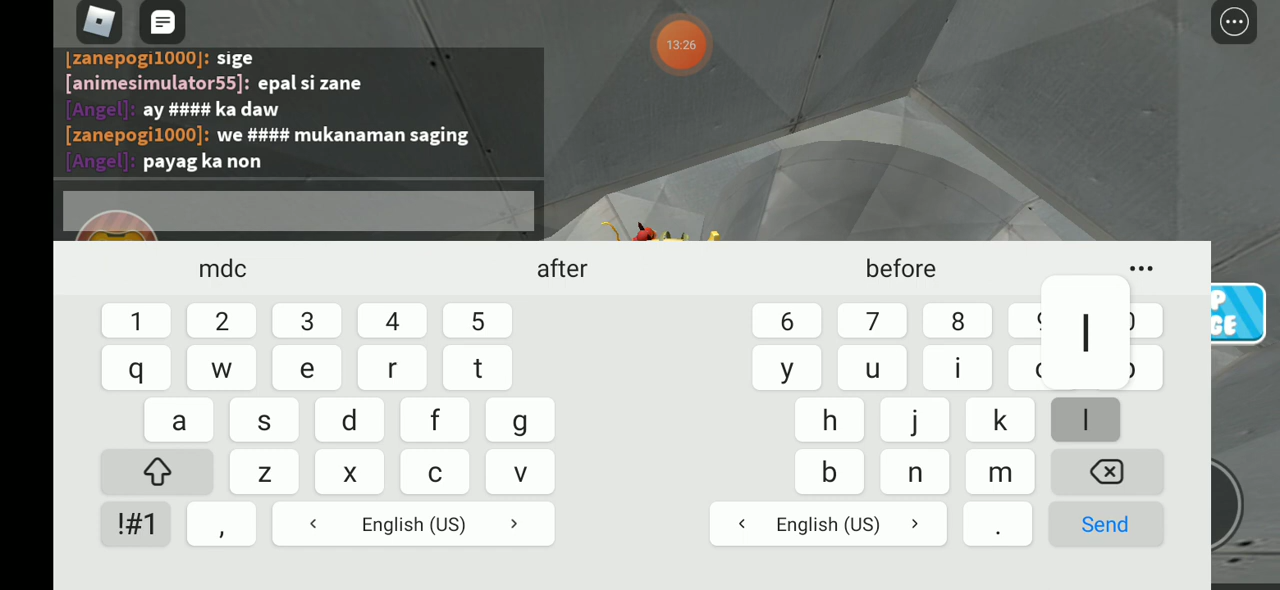 13:26
[zanepogi1000]: sige
[animesimulator55]: epal si zane
[Angel]: ay #### ka daw
[zanepogi1000]: we #### mukanaman saging
[Angel]: payag ka non
mdc after before
1 2 3 4 5 6 7 8
q w e r t y u i
l
a s d f g h j k l
z x c v b n m
!#1 , < English (US) > < English (US) > . Send